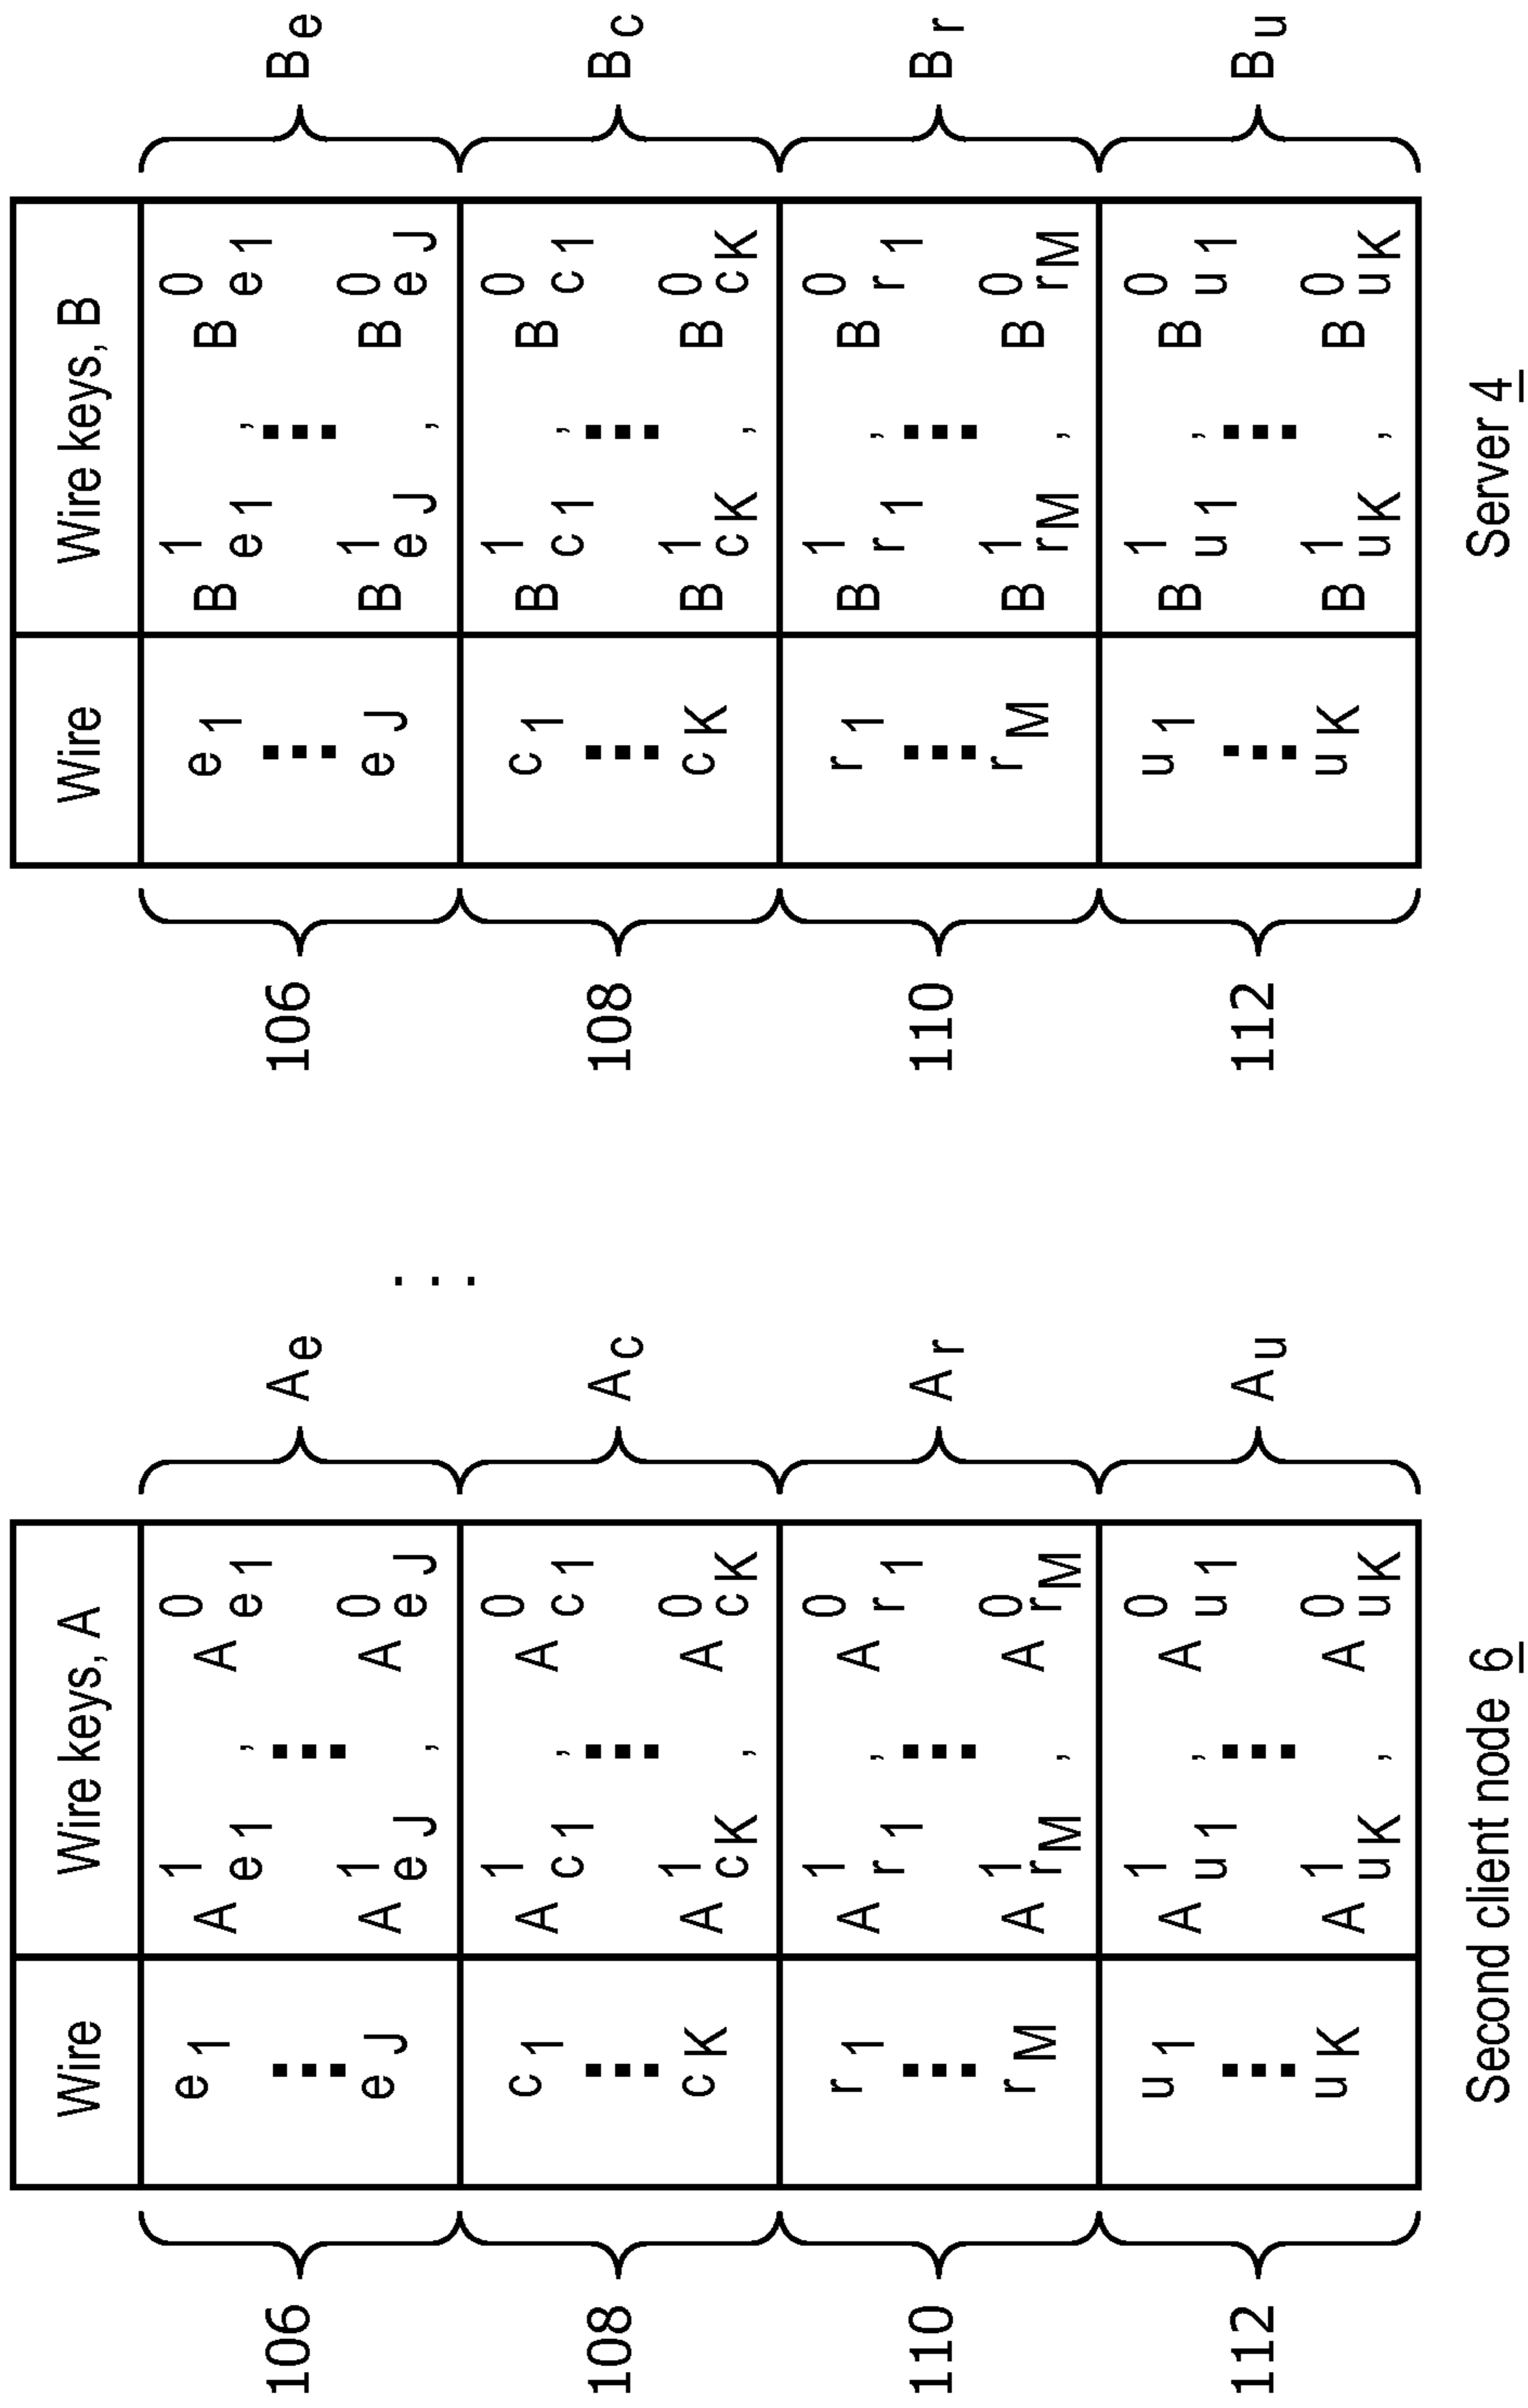 Wire Wire keys, A
106 e1 A¹e1 , A⁰e1 Ae
⋮ ⋮
eJ A¹eJ , A⁰eJ
108 c1 A¹c1 , A⁰c1 Ac
⋮ ⋮
cK A¹cK , A⁰cK
110 r1 A¹r1 , A⁰r1 Ar
⋮ ⋮
rM A¹rM , A⁰rM
112 u1 A¹u1 , A⁰u1 Au
⋮ ⋮
uK A¹uK , A⁰uK
Second client node 6
...
Wire Wire keys, B
106 e1 B¹e1 , B⁰e1 Be
⋮ ⋮
eJ B¹eJ , B⁰eJ
108 c1 B¹c1 , B⁰c1 Bc
⋮ ⋮
cK B¹cK , B⁰cK
110 r1 B¹r1 , B⁰r1 Br
⋮ ⋮
rM B¹rM , B⁰rM
112 u1 B¹u1 , B⁰u1 Bu
⋮ ⋮
uK B¹uK , B⁰uK
Server 4